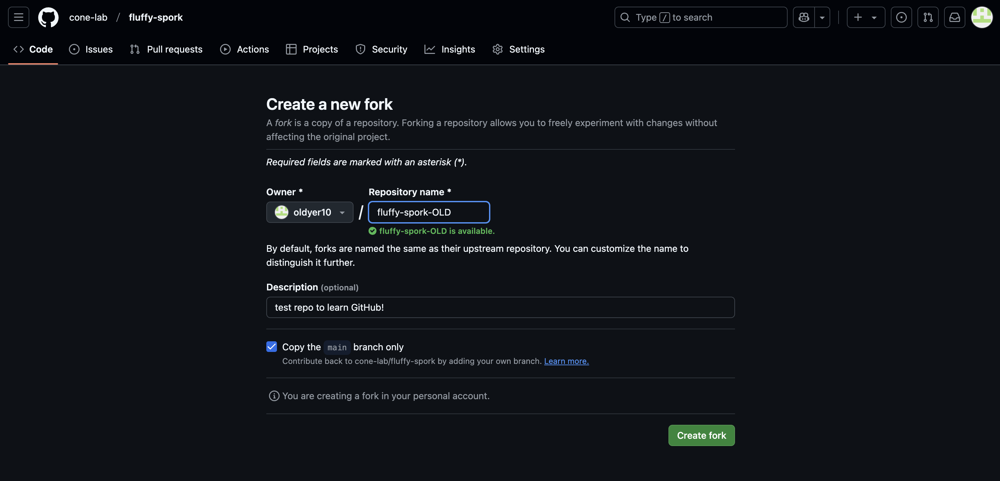 cone-lab / fluffy-spork
Type / to search
Code Issues Pull requests Actions Projects Security Insights Settings
Create a new fork
A fork is a copy of a repository. Forking a repository allows you to freely experiment with changes without
affecting the original project.
Required fields are marked with an asterisk (*).
Owner * Repository name *
oldyer10 / fluffy-spork-OLD
fluffy-spork-OLD is available.
By default, forks are named the same as their upstream repository. You can customize the name to
distinguish it further.
Description (optional)
test repo to learn GitHub!
Copy the main branch only
Contribute back to cone-lab/fluffy-spork by adding your own branch. Learn more.
You are creating a fork in your personal account.
Create fork